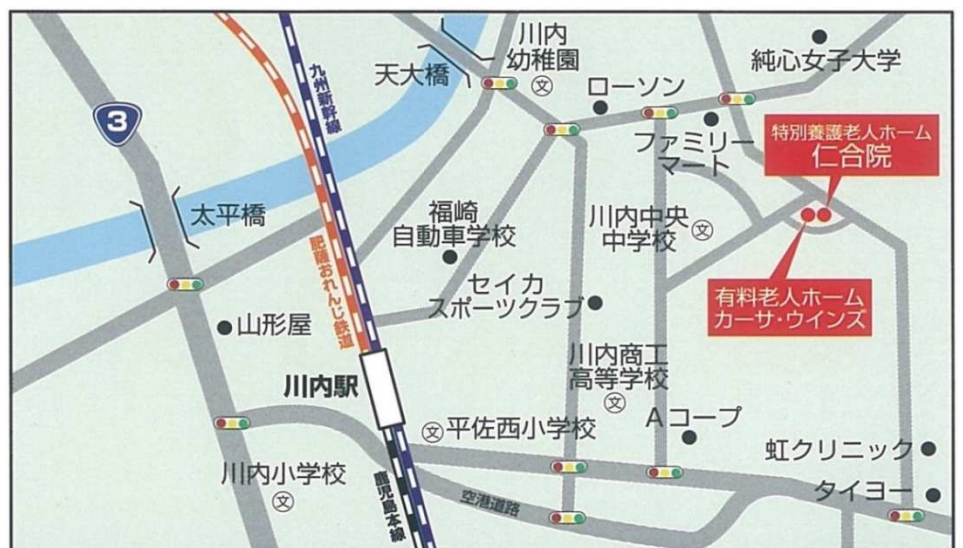 川内
幼稚園
文
天大橋
九州新幹線
ローソン
純心女子大学
3
ファミリー
マート
特別養護老人ホーム
仁合院
太平橋
福崎
自動車学校
川内中央
中学校
文
肥薩おれんじ鉄道
セイカ
スポーツクラブ
有料老人ホーム
カーサ・ウインズ
山形屋
川内駅
川内商工
高等学校
文
Aコープ
文
平佐西小学校
虹クリニック
川内小学校
文
鹿児島本線
空港道路
タイヨー